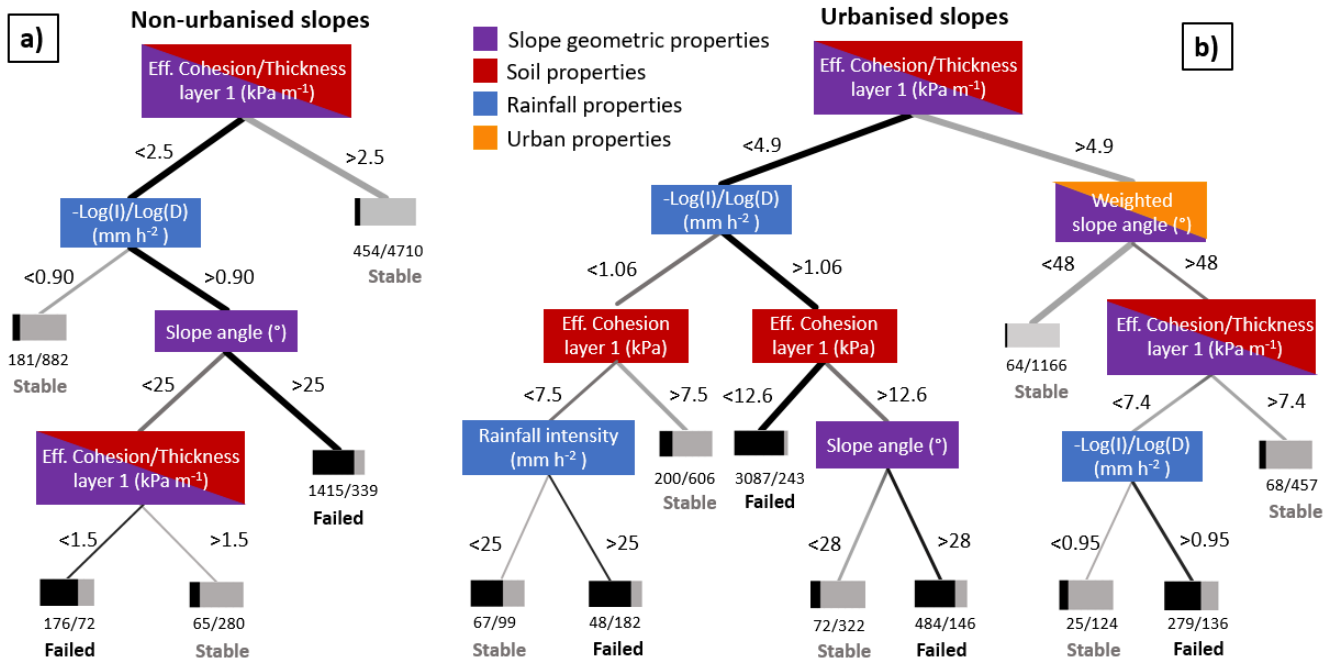 a)
Non-urbanised slopes
Eff. Cohesion/Thickness
layer 1 (kPa m⁻¹)
<2.5
>2.5
-Log(I)/Log(D)
(mm h⁻² )
454/4710
Stable
<0.90
>0.90
181/882
Stable
Slope angle (°)
<25
>25
Eff. Cohesion/Thickness
layer 1 (kPa m⁻¹)
1415/339
Failed
<1.5
>1.5
176/72
Failed
65/280
Stable
Slope geometric properties
Soil properties
Rainfall properties
Urban properties
Urbanised slopes
b)
Eff. Cohesion/Thickness
layer 1 (kPa m⁻¹)
<4.9
>4.9
-Log(I)/Log(D)
(mm h⁻² )
Weighted
slope angle (°)
<1.06
>1.06
<48
>48
Eff. Cohesion
layer 1 (kPa)
Eff. Cohesion
layer 1 (kPa)
64/1166
Stable
Eff. Cohesion/Thickness
layer 1 (kPa m⁻¹)
<7.5
>7.5
<12.6
>12.6
<7.4
>7.4
Rainfall intensity
(mm h⁻² )
200/606
Stable
3087/243
Failed
Slope angle (°)
-Log(I)/Log(D)
(mm h⁻² )
68/457
Stable
<25
>25
<28
>28
<0.95
>0.95
67/99
Stable
48/182
Failed
72/322
Stable
484/146
Failed
25/124
Stable
279/136
Failed